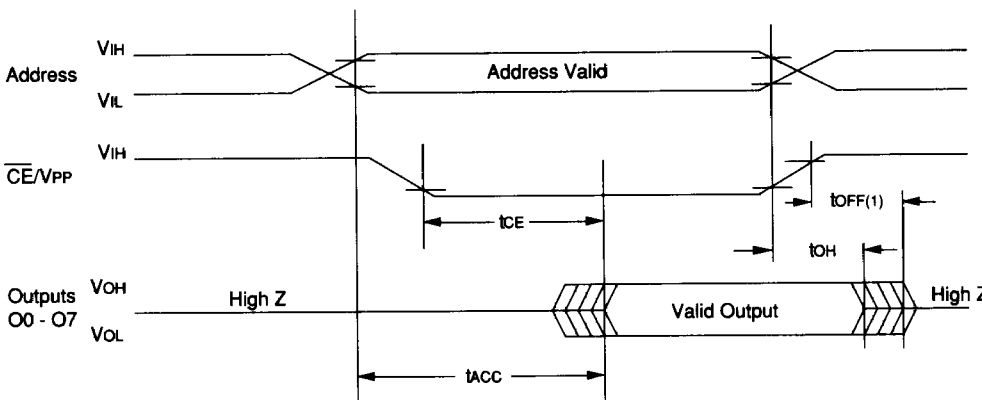 VIH
Address
Address Valid
VIL
VIH
CE/VPP
tCE
tOFF(1)
tOH
Outputs
O0 - O7
VOH
High Z
Valid Output
High Z
VOL
tACC